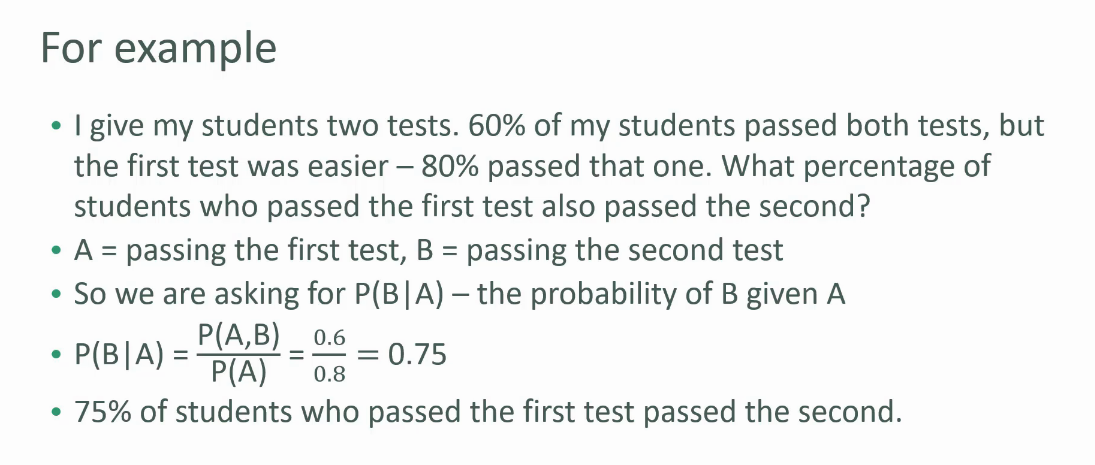 For example
• I give my students two tests. 60% of my students passed both tests, but
the first test was easier – 80% passed that one. What percentage of
students who passed the first test also passed the second?
• A = passing the first test, B = passing the second test
• So we are asking for P(B|A) – the probability of B given A
• P(B|A) = P(A,B)/P(A) = 0.6/0.8 = 0.75
• 75% of students who passed the first test passed the second.